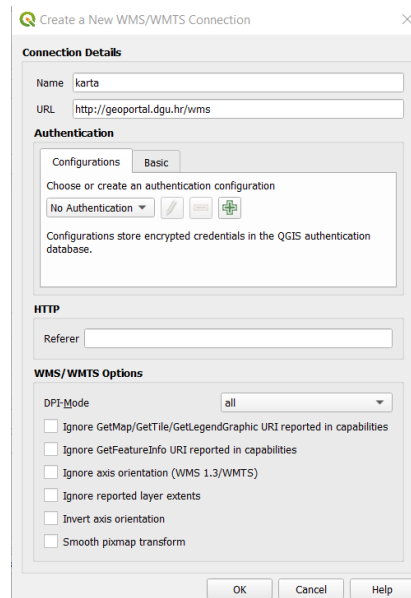 Create a New WMS/WMTS Connection
Connection Details
Name karta
URL http://geoportal.dgu.hr/wms
Authentication
Configurations Basic
Choose or create an authentication configuration
No Authentication
Configurations store encrypted credentials in the QGIS authentication
database.
HTTP
Referer
WMS/WMTS Options
DPI-Mode all
Ignore GetMap/GetTile/GetLegendGraphic URI reported in capabilities
Ignore GetFeatureInfo URI reported in capabilities
Ignore axis orientation (WMS 1.3/WMTS)
Ignore reported layer extents
Invert axis orientation
Smooth pixmap transform
OK Cancel Help